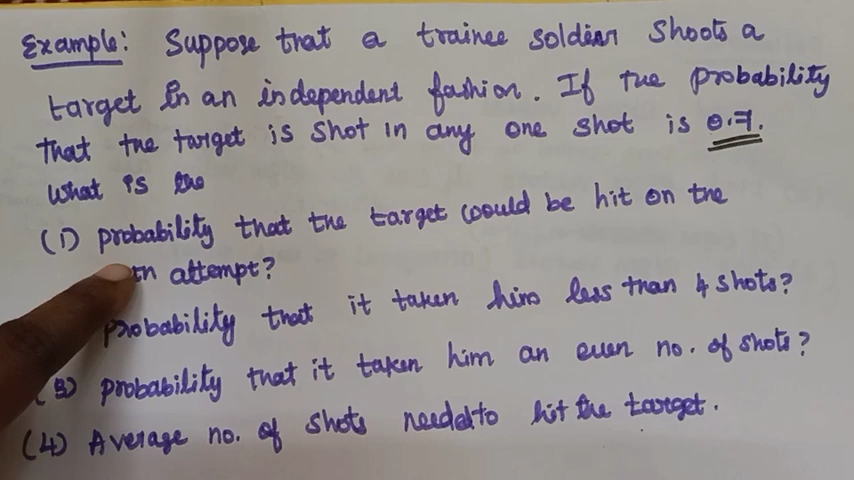 Example: Suppose that a trainee soldier shoots a
target in an independent fashion. If the probability
that the target is shot in any one shot is 0.7.
what is the
(1) probability that the target would be hit on the
th attempt?
probability that it taken him less than 4 shots?
(3) probability that it taken him an even no. of shots?
(4) Average no. of shots needed to hit the target.